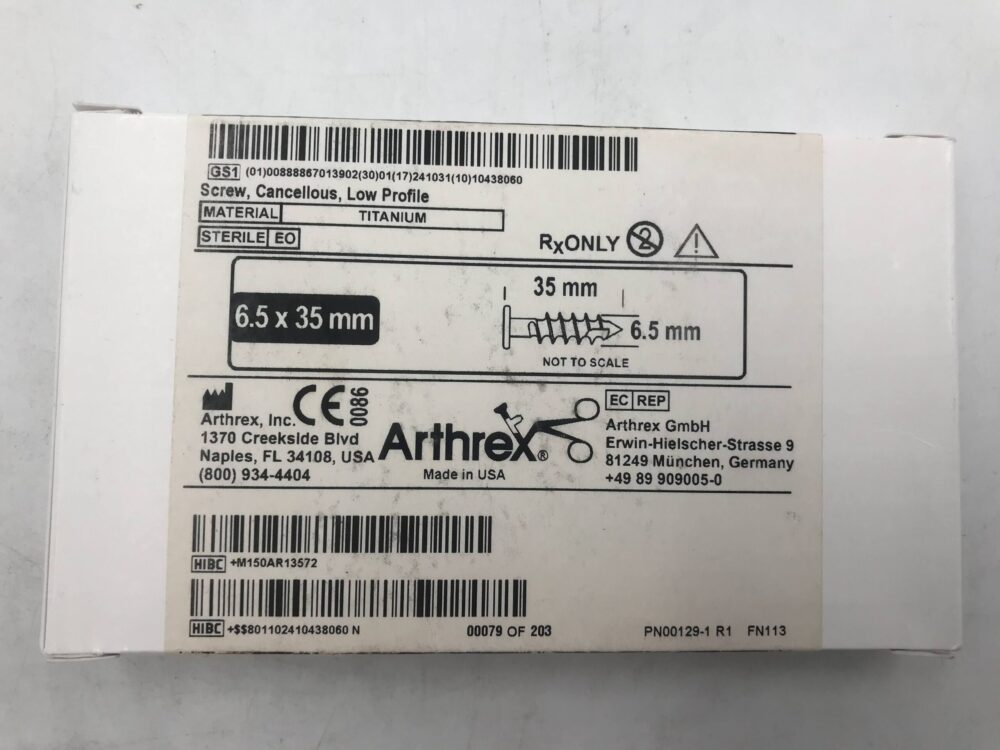 GS1 (01)00888867013902(30)01(17)241031(10)10438060
Screw, Cancellous, Low Profile
MATERIAL TITANIUM
STERILE EO
RxONLY 2
6.5 x 35 mm
35 mm
6.5 mm
NOT TO SCALE
Arthrex, Inc.
1370 Creekside Blvd
Naples, FL 34108, USA
(800) 934-4404
CE 0086
Arthrex®
Made in USA
EC REP
Arthrex GmbH
Erwin-Hielscher-Strasse 9
81249 München, Germany
+49 89 909005-0
HIBC +M150AR13572
HIBC +$$801102410438060 N
00079 OF 203
PN00129-1 R1 FN113